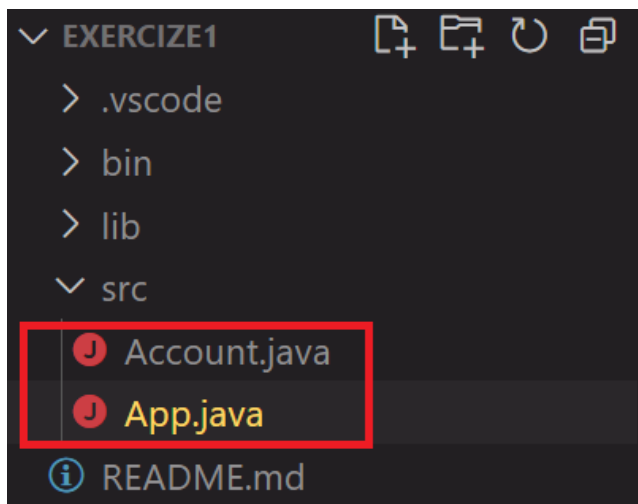 EXERCIZE1
.vscode
bin
lib
src
J Account.java
J App.java
README.md